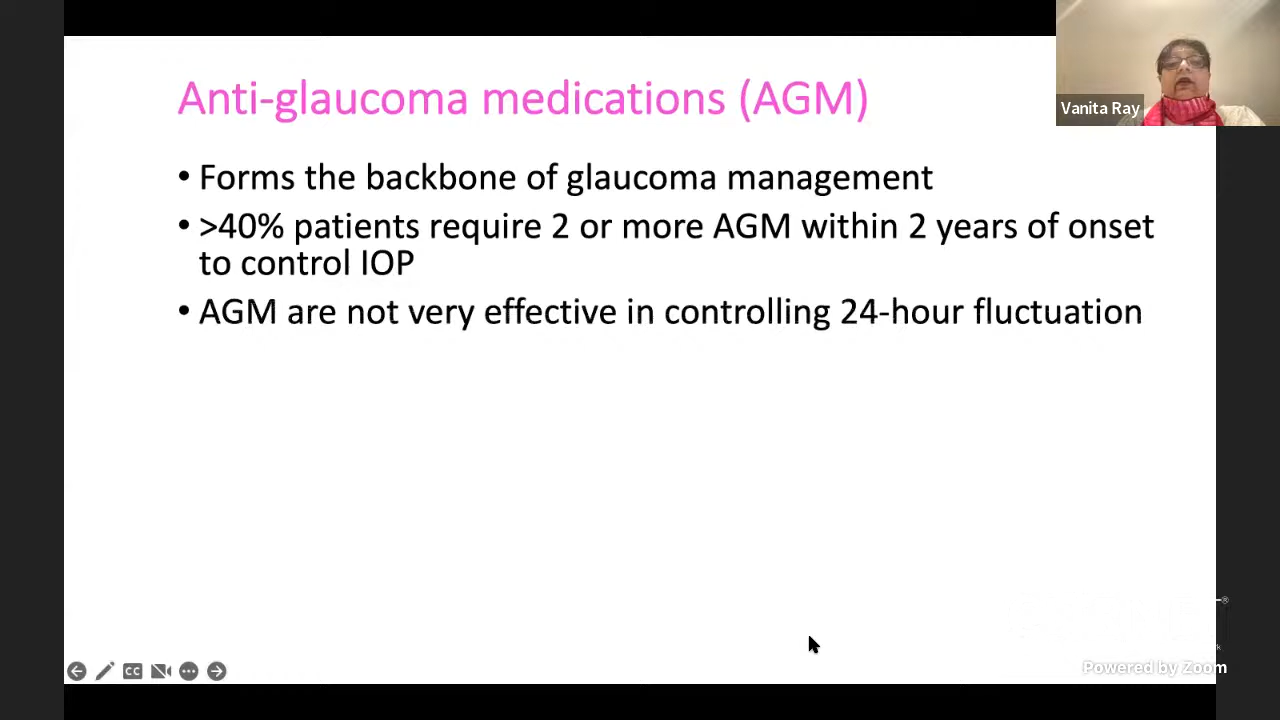 Anti-glaucoma medications (AGM)
Vanita Ray
• Forms the backbone of glaucoma management
• >40% patients require 2 or more AGM within 2 years of onset
to control IOP
• AGM are not very effective in controlling 24-hour fluctuation
CC
®
Powered by Zoom